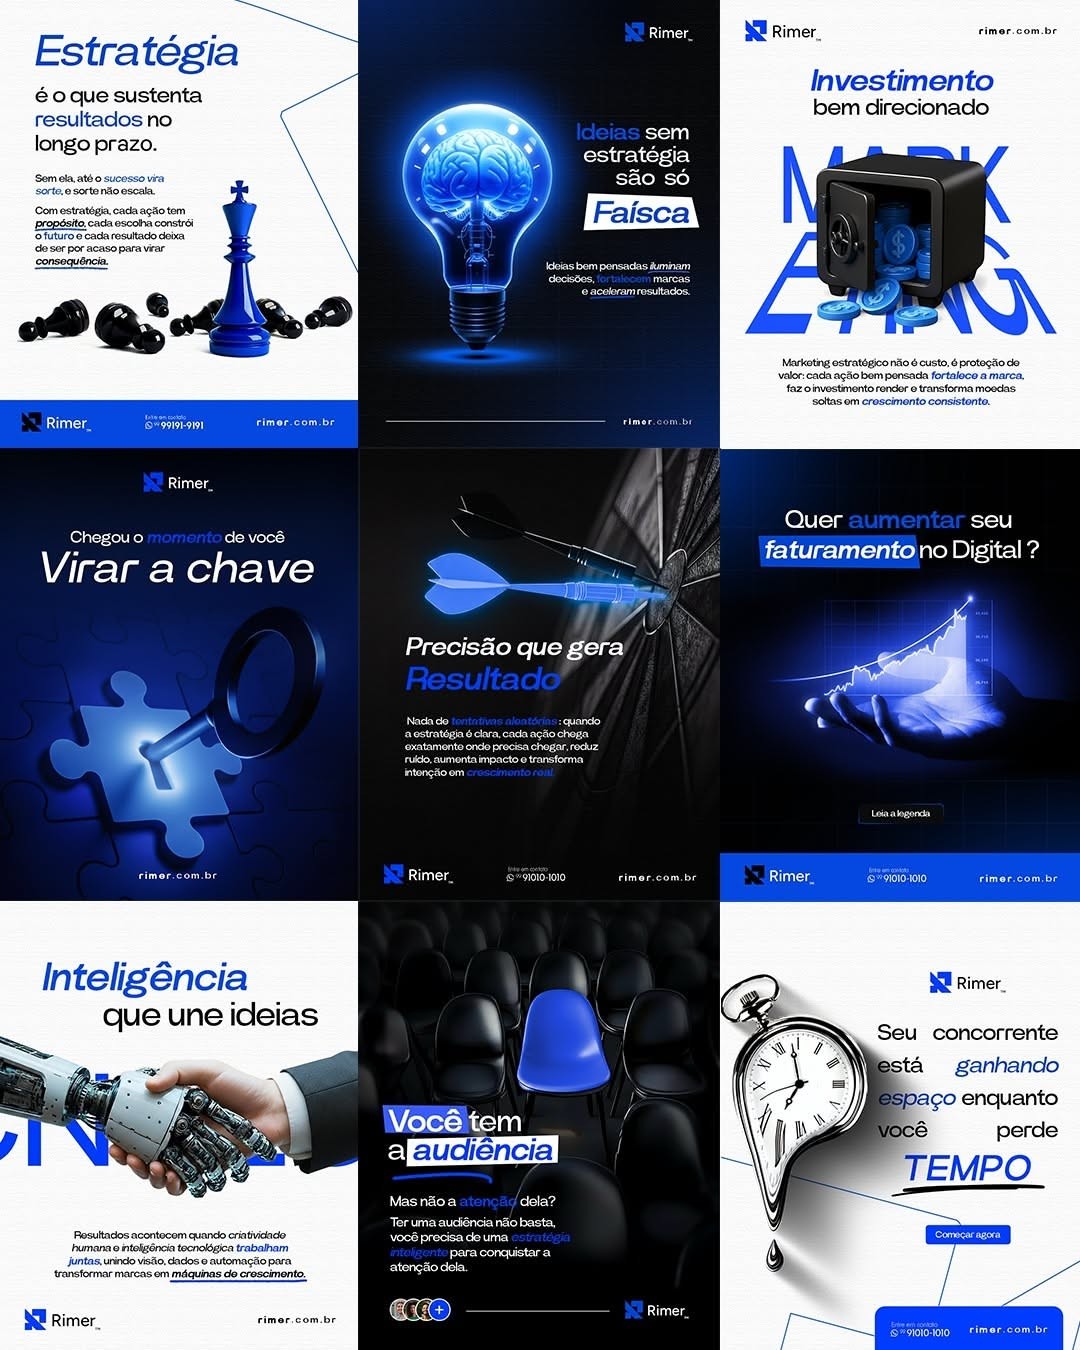 Estratégia
é o que sustenta
resultados no
longo prazo.
Sem ela, até o sucesso vira
sorte, e sorte não escala.
Com estratégia, cada ação tem
propósito, cada escolha constrói
o futuro e cada resultado deixa
de ser por acaso para virar
consequência.
Rimer
Entre em contato
99 99191-9191
rimer.com.br
Rimer
Ideias sem
estratégia
são só
Faísca
Ideias bem pensadas iluminam
decisões, fortalecem marcas
e aceleram resultados.
rimer.com.br
Rimer
rimer.com.br
Investimento
bem direcionado
MARK
ETING
Marketing estratégico não é custo, é proteção de
valor: cada ação bem pensada fortalece a marca,
faz o investimento render e transforma moedas
soltas em crescimento consistente.
Rimer
Chegou o momento de você
Virar a chave
rimer.com.br
Precisão que gera
Resultado
Nada de tentativas aleatórias: quando
a estratégia é clara, cada ação chega
exatamente onde precisa chegar, reduz
ruído, aumenta impacto e transforma
intenção em crescimento real.
Rimer
Entre em contato
99 91010-1010
rimer.com.br
Quer aumentar seu
faturamento no Digital ?
Leia a legenda
Rimer
Entre em contato
99 91010-1010
rimer.com.br
Inteligência
que une ideias
Resultados acontecem quando criatividade
humana e inteligência tecnológica trabalham
juntas, unindo visão, dados e automação para
transformar marcas em máquinas de crescimento.
Rimer
rimer.com.br
Você tem
a audiência
Mas não a atenção dela?
Ter uma audiência não basta,
você precisa de uma estratégia
inteligente para conquistar a
atenção dela.
+
Rimer
Rimer
Seu concorrente
está ganhando
espaço enquanto
você perde
TEMPO
Começar agora
Entre em contato
99 91010-1010
rimer.com.br